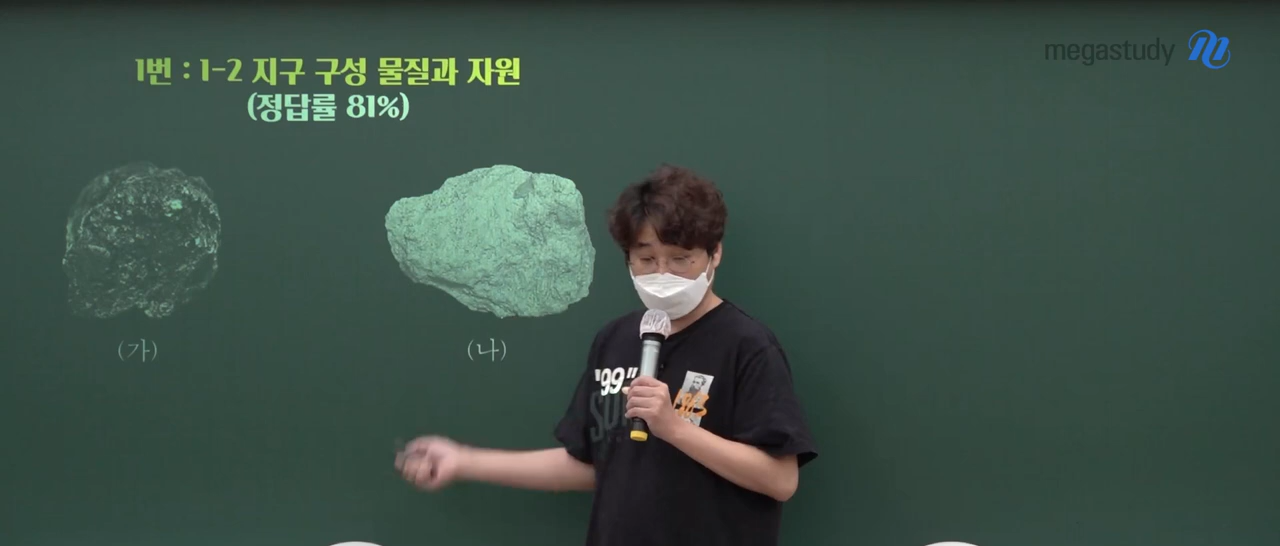 1번 : 1-2 지구 구성 물질과 자원
(정답률 81%)
megastudy
(가)
(나)
"99"